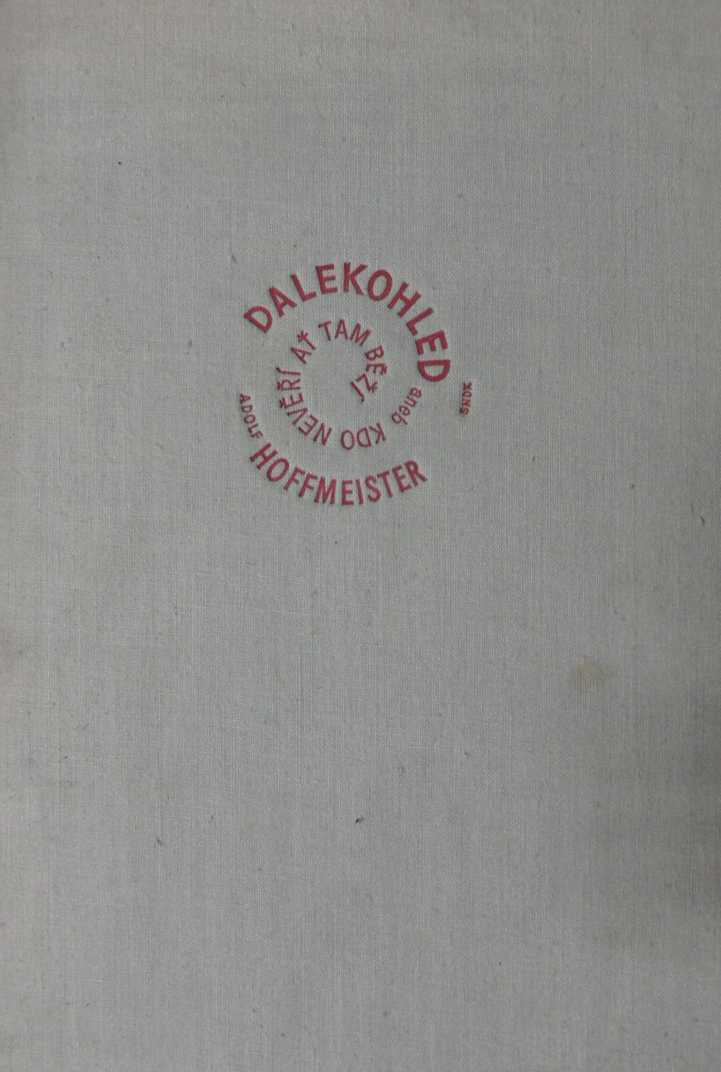 DALEKOHLED
aneb KDO NEVĚŘÍ AŤ TAM BĚŽÍ
ADOLF
HOFFMEISTER
SNDK